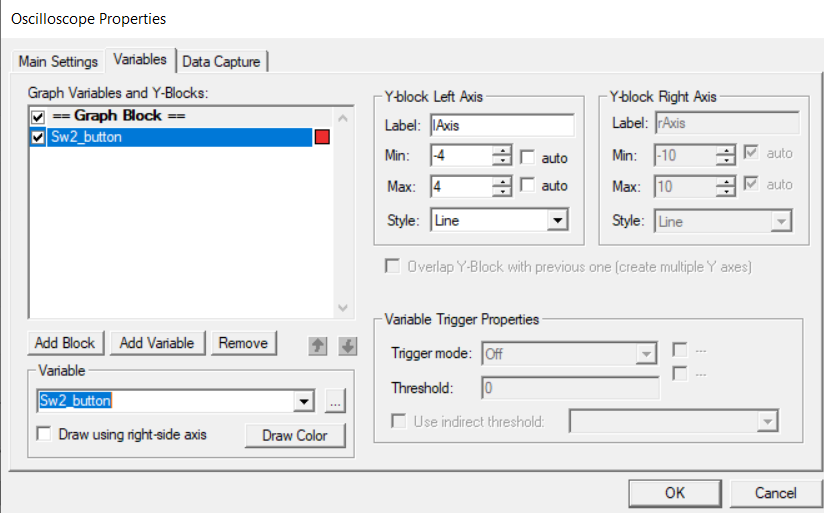 Oscilloscope Properties
Main Settings
Variables
Data Capture
Graph Variables and Y-Blocks:
== Graph Block ==
Sw2_button
Add Block
Add Variable
Remove
Variable
Sw2_button
...
Draw using right-side axis
Draw Color
Y-block Left Axis
Label: lAxis
Min: -4 auto
Max: 4 auto
Style: Line
Y-block Right Axis
Label: rAxis
Min: -10 auto
Max: 10 auto
Style: Line
Overlap Y-Block with previous one (create multiple Y axes)
Variable Trigger Properties
Trigger mode: Off ---
Threshold: 0 ---
Use indirect threshold:
OK
Cancel